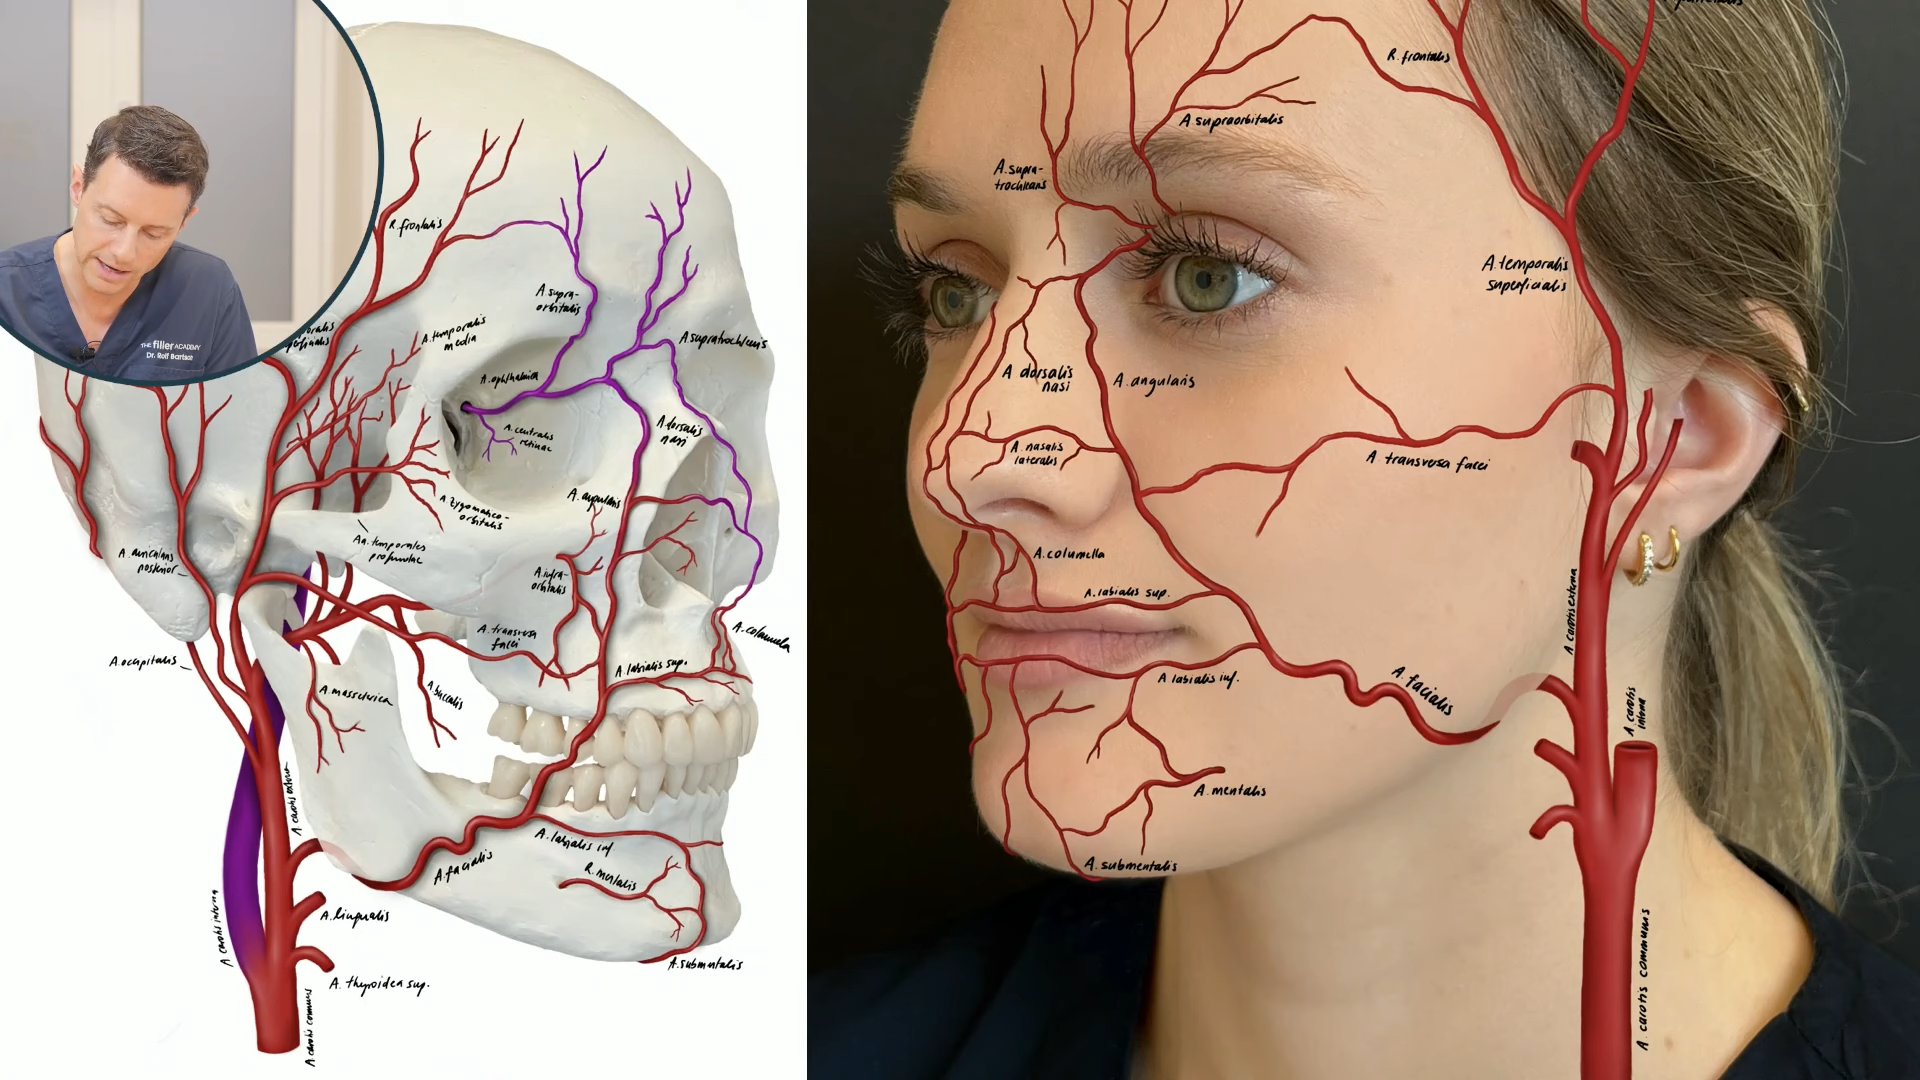 THE filler ACADEMY
Dr. Rolf Bartsch
R. frontalis
A. supra-
orbitalis
A. temporalis
media
A. supratrochlearis
A. ophthalmica
A. centralis
retinae
A. dorsalis
nasi
A. angularis
A. zygomatico-
orbitalis
Aa. temporales
profundae
A. auricularis
posterior
A. infra-
orbitalis
A. transversa
faciei
A. columella
A. labialis sup.
A. occipitalis
A. masseterica
A. buccalis
A. carotis externa
A. labialis inf
A. facialis
R. mentalis
A. carotis interna
A. lingualis
A. submentalis
A. thyroidea sup.
A. carotis communis
R. frontalis
A supraorbitalis
A. supra-
trochlearis
A. temporalis
superficialis
A dorsalis
nasi
A. angularis
A. nasalis
lateralis
A. transversa faciei
A. columella
A. labialis sup.
A. carotis externa
A labialis inf.
A. facialis
A. carotis
interna
A. mentalis
A. submentalis
A. carotis communis